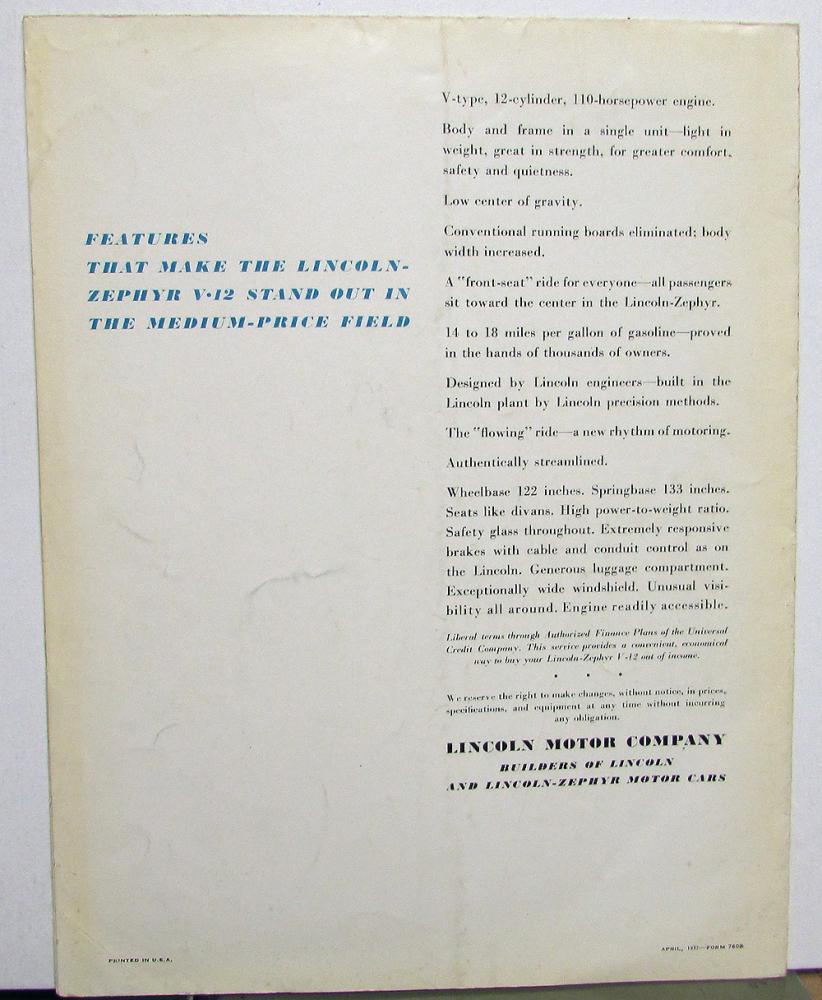 FEATURES
THAT MAKE THE LINCOLN-
ZEPHYR V·12 STAND OUT IN
THE MEDIUM-PRICE FIELD
V-type, 12-cylinder, 110-horsepower engine.
Body and frame in a single unit—light in
weight, great in strength, for greater comfort,
safety and quietness.
Low center of gravity.
Conventional running boards eliminated; body
width increased.
A "front-seat" ride for everyone—all passengers
sit toward the center in the Lincoln-Zephyr.
14 to 18 miles per gallon of gasoline—proved
in the hands of thousands of owners.
Designed by Lincoln engineers—built in the
Lincoln plant by Lincoln precision methods.
The "flowing" ride—a new rhythm of motoring.
Authentically streamlined.
Wheelbase 122 inches. Springbase 133 inches.
Seats like divans. High power-to-weight ratio.
Safety glass throughout. Extremely responsive
brakes with cable and conduit control as on
the Lincoln. Generous luggage compartment.
Exceptionally wide windshield. Unusual visi-
bility all around. Engine readily accessible.
Liberal terms through Authorized Finance Plans of the Universal
Credit Company. This service provides a convenient, economical
way to buy your Lincoln-Zephyr V-12 out of income.
• • •
We reserve the right to make changes, without notice, in prices,
specifications, and equipment at any time without incurring
any obligation.
LINCOLN MOTOR COMPANY
BUILDERS OF LINCOLN
AND LINCOLN-ZEPHYR MOTOR CARS
PRINTED IN U.S.A.
APRIL, 1937—FORM 760B